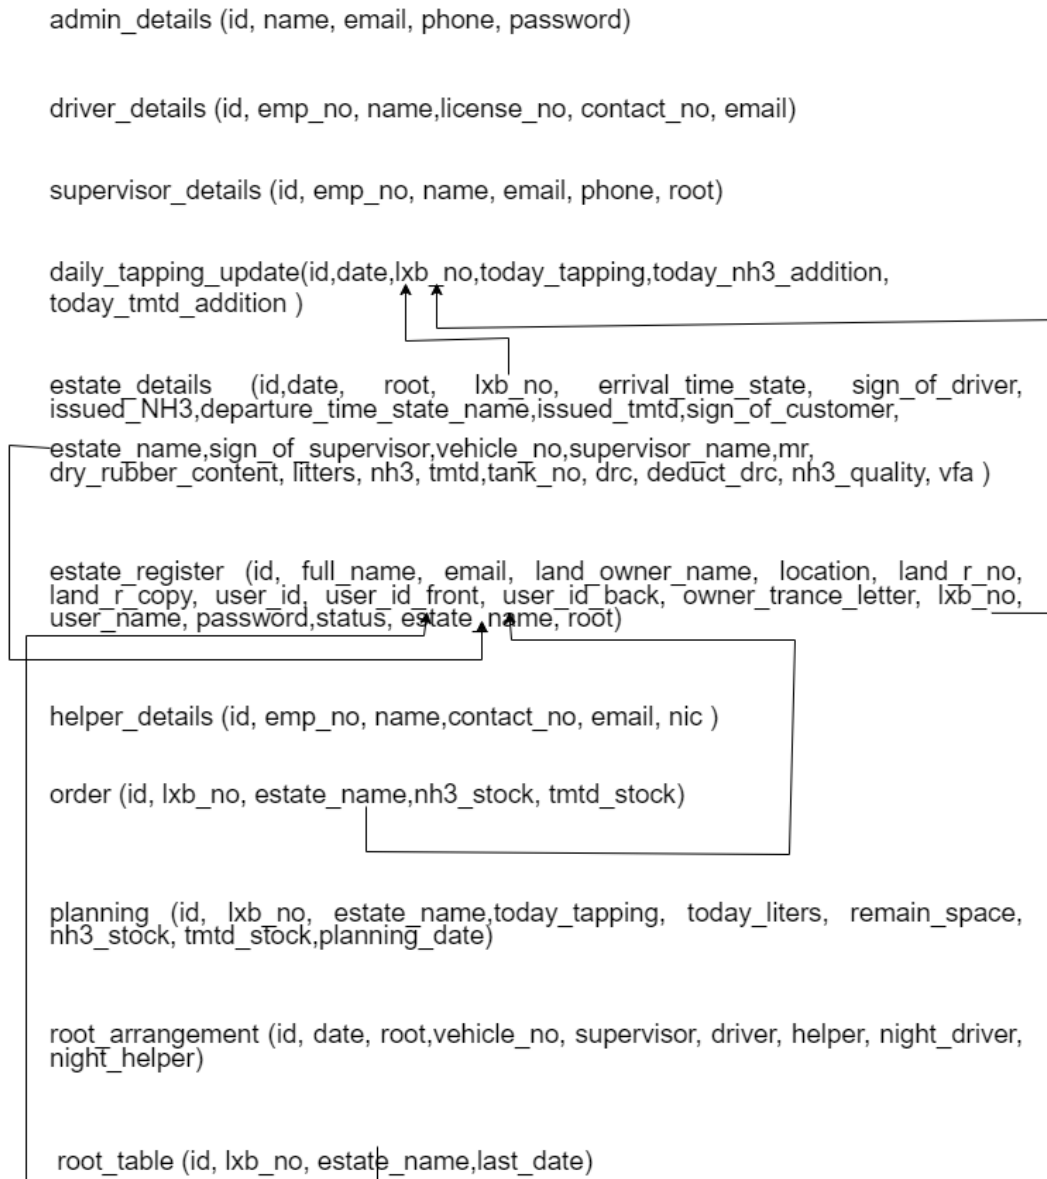 admin_details (id, name, email, phone, password)
driver_details (id, emp_no, name,license_no, contact_no, email)
supervisor_details (id, emp_no, name, email, phone, root)
daily_tapping_update(id,date,lxb_no,today_tapping,today_nh3_addition,
today_tmtd_addition )
estate_details (id,date, root, lxb_no, errival_time_state, sign_of_driver,
issued_NH3,departure_time_state_name,issued_tmtd,sign_of_customer,
estate_name,sign_of_supervisor,vehicle_no,supervisor_name,mr,
dry_rubber_content, litters, nh3, tmtd,tank_no, drc, deduct_drc, nh3_quality, vfa )
estate_register (id, full_name, email, land_owner_name, location, land_r_no,
land_r_copy, user_id, user_id_front, user_id_back, owner_trance_letter, lxb_no,
user_name, password,status, estate_name, root)
helper_details (id, emp_no, name,contact_no, email, nic )
order (id, lxb_no, estate_name,nh3_stock, tmtd_stock)
planning (id, lxb_no, estate_name,today_tapping, today_liters, remain_space,
nh3_stock, tmtd_stock,planning_date)
root_arrangement (id, date, root,vehicle_no, supervisor, driver, helper, night_driver,
night_helper)
root_table (id, lxb_no, estate_name,last_date)